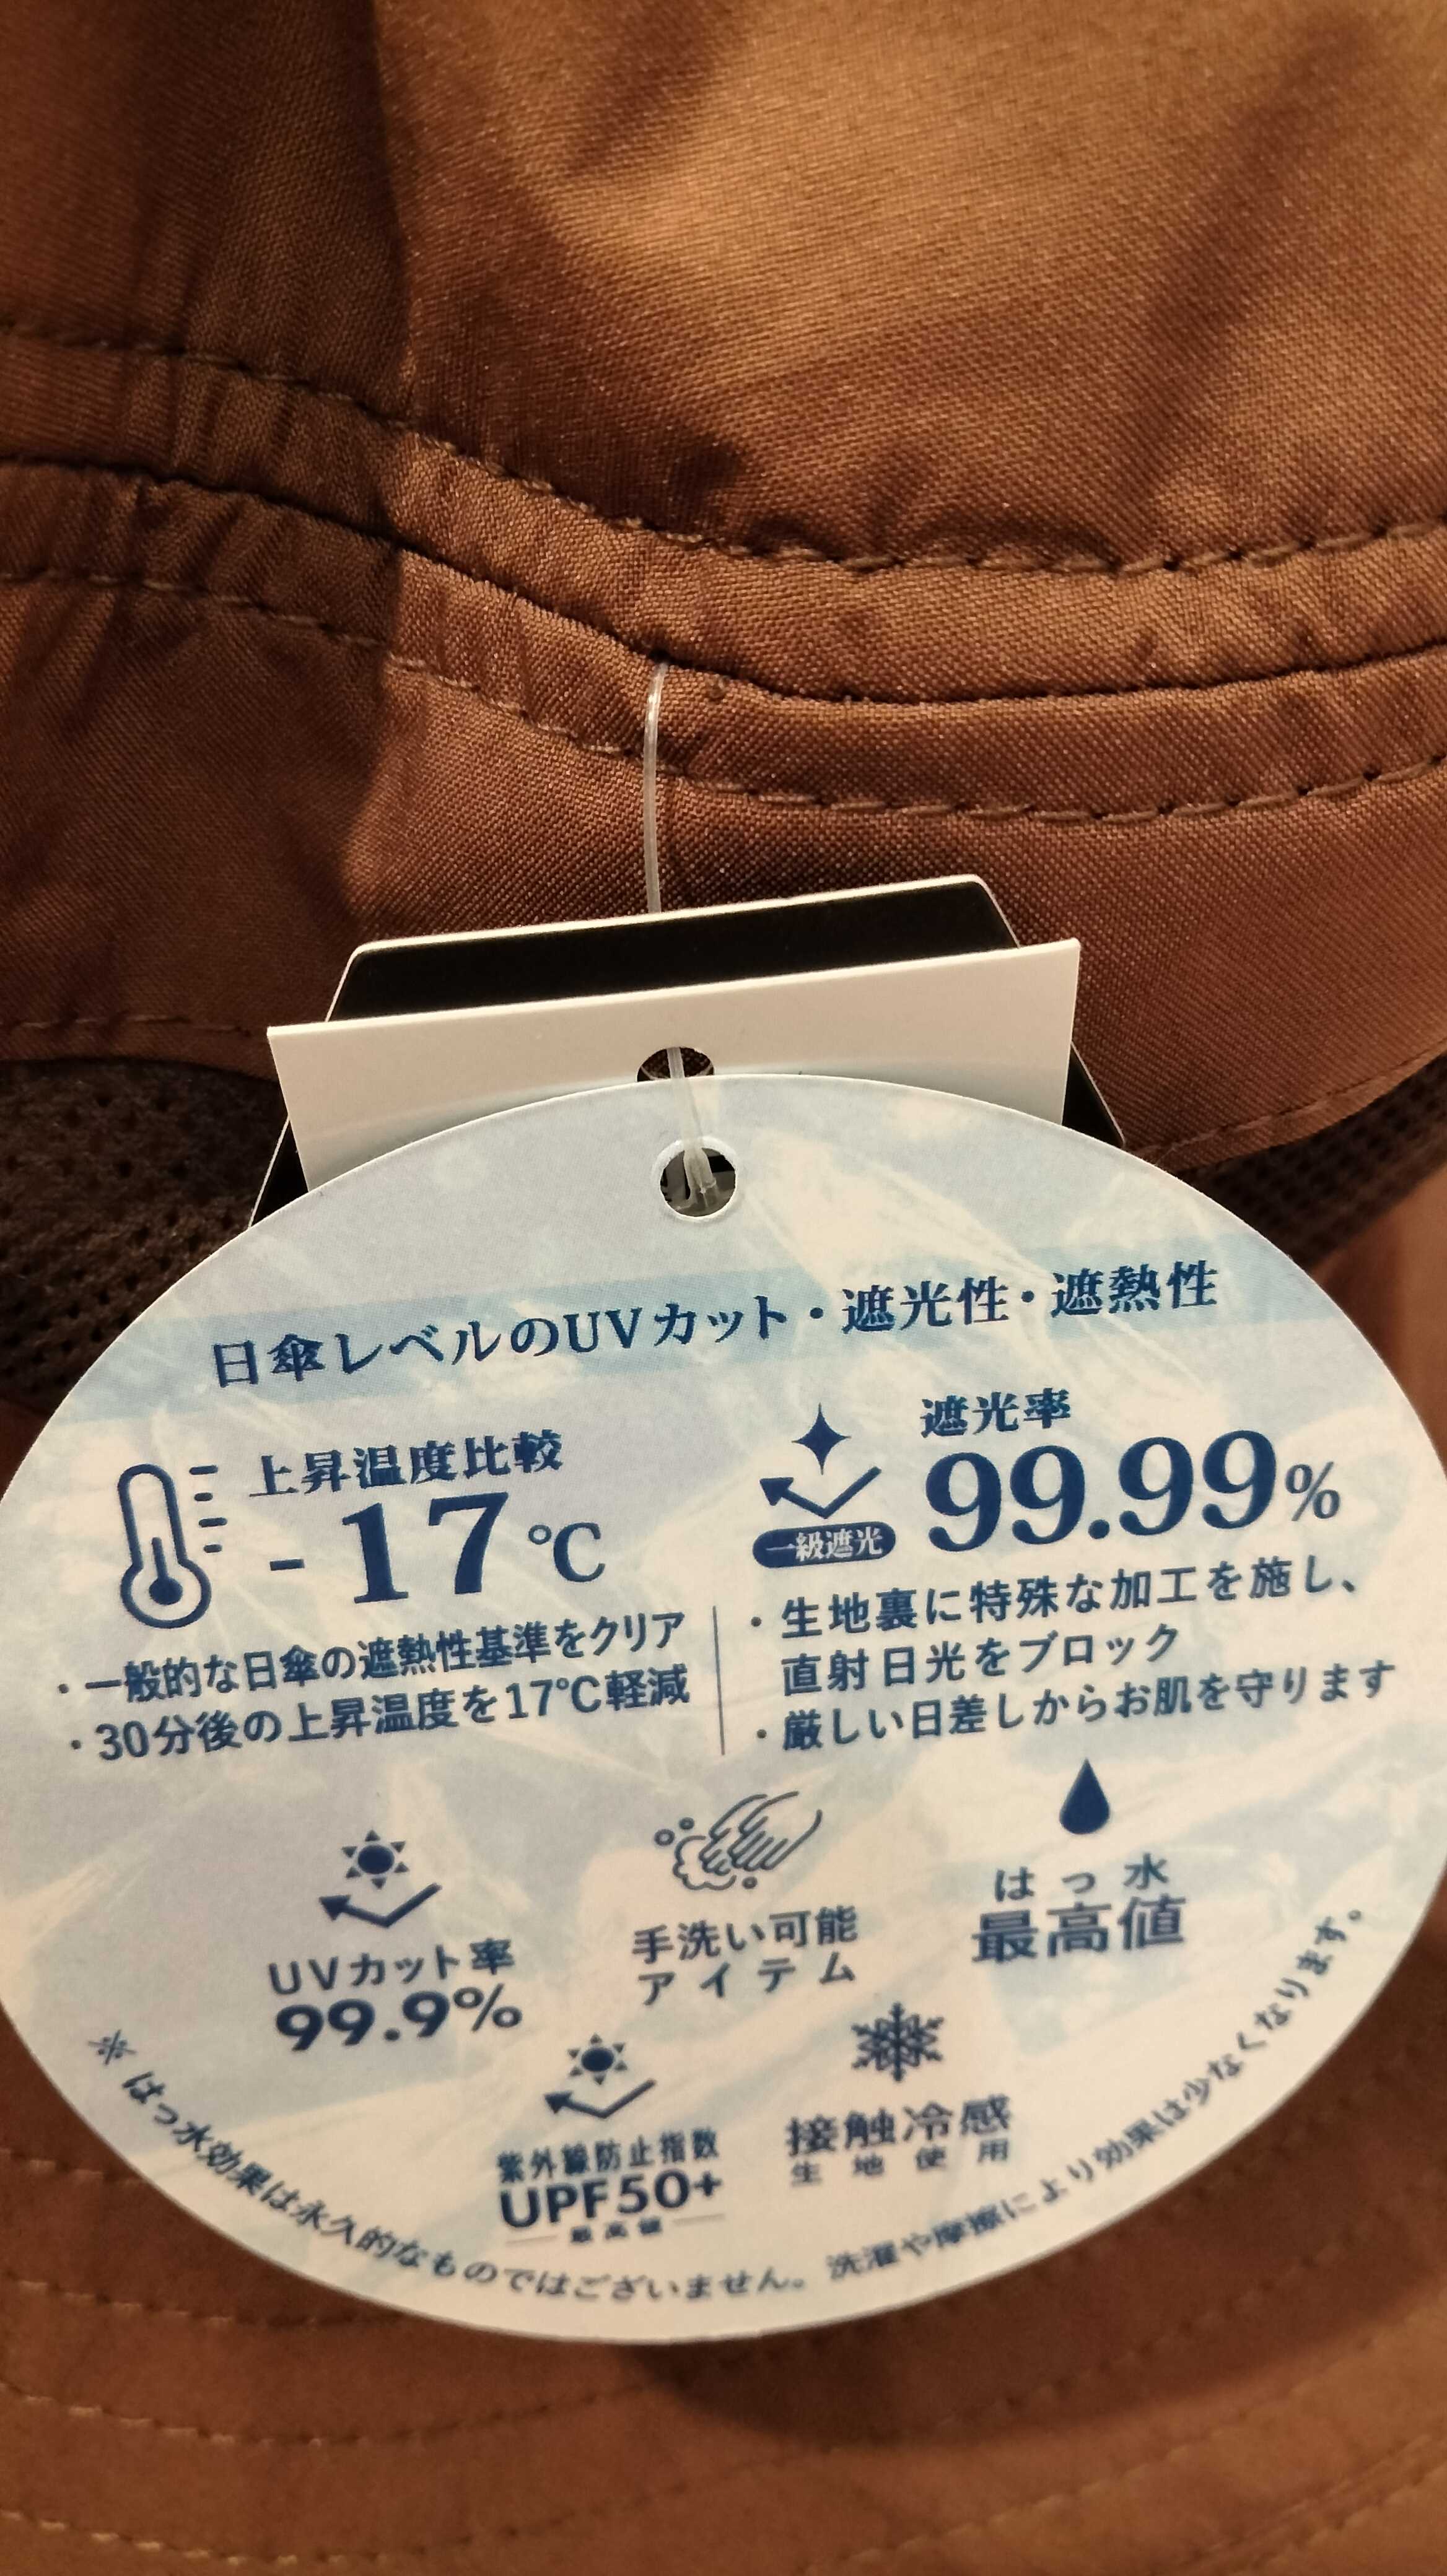 日傘レベルのUVカット・遮光性・遮熱性
上昇温度比較
-17℃
・一般的な日傘の遮熱性基準をクリア
・30分後の上昇温度を17℃軽減
遮光率
99.99%
一級遮光
・生地裏に特殊な加工を施し、
直射日光をブロック
・厳しい日差しからお肌を守ります
UVカット率
99.9%
手洗い可能
アイテム
はっ水
最高値
紫外線防止指数
UPF50+
最高値
接触冷感
生地使用
※はっ水効果は永久的なものではございません。洗濯や摩擦により効果は少なくなります。